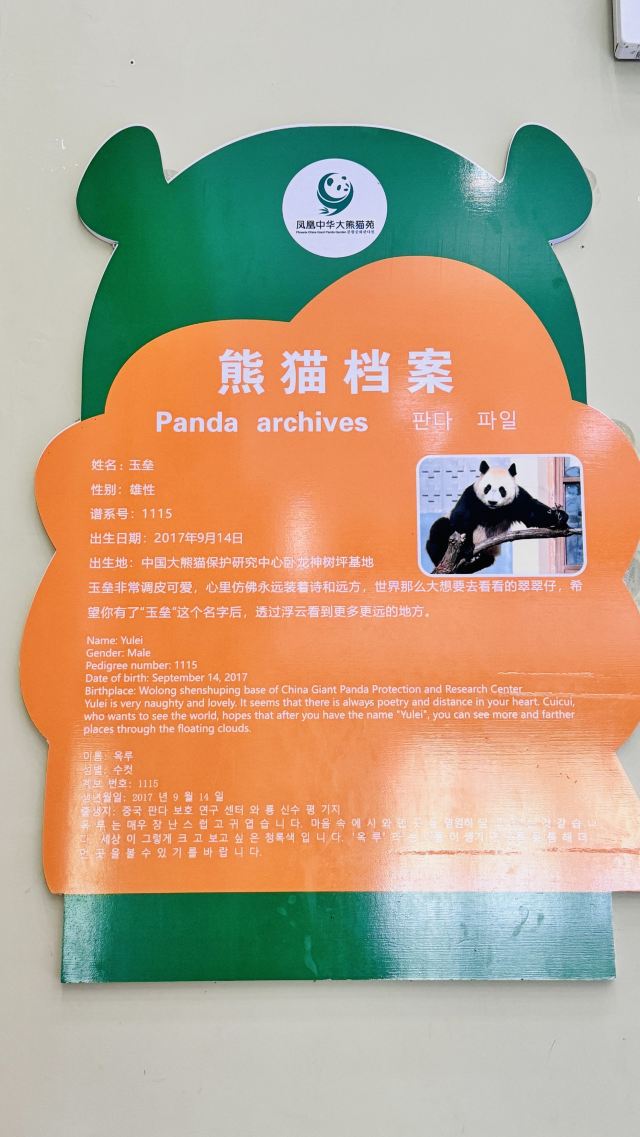 凤凰中华大熊猫苑
熊猫档案
Panda archives 판다 파일
姓名：玉垒
性别：雄性
谱系号：1115
出生日期：2017年9月14日
出生地：中国大熊猫保护研究中心卧龙神树坪基地
玉垒非常调皮可爱，心里仿佛永远装着诗和远方，世界那么大想要去看看的翠翠仔，希
望你有了“玉垒”这个名字后，透过浮云看到更多更远的地方。
Name: Yulei
Gender: Male
Pedigree number: 1115
Date of birth: September 14, 2017
Birthplace: Wolong shenshuping base of China Giant Panda Protection and Research Center
Yulei is very naughty and lovely. It seems that there is always poetry and distance in your heart. Cuicui,
who wants to see the world, hopes that after you have the name "Yulei", you can see more and farther
places through the floating clouds.
이름: 옥루
성별: 수컷
번호: 1115
생년월일: 2017 년 9 월 14 일
출생지: 중국 판다 보호 연구 센터 와 룡 신수 평 기지
루 는 매우 장 난 스 럽 고 귀 엽 습 니 다. 마음 속 에 시 와
세상 이 그렇게 크 고 보고 싶 은 청록색 입 니 다. '옥 루'
곳 을 볼 수 있 기 를 바 랍 니 다.